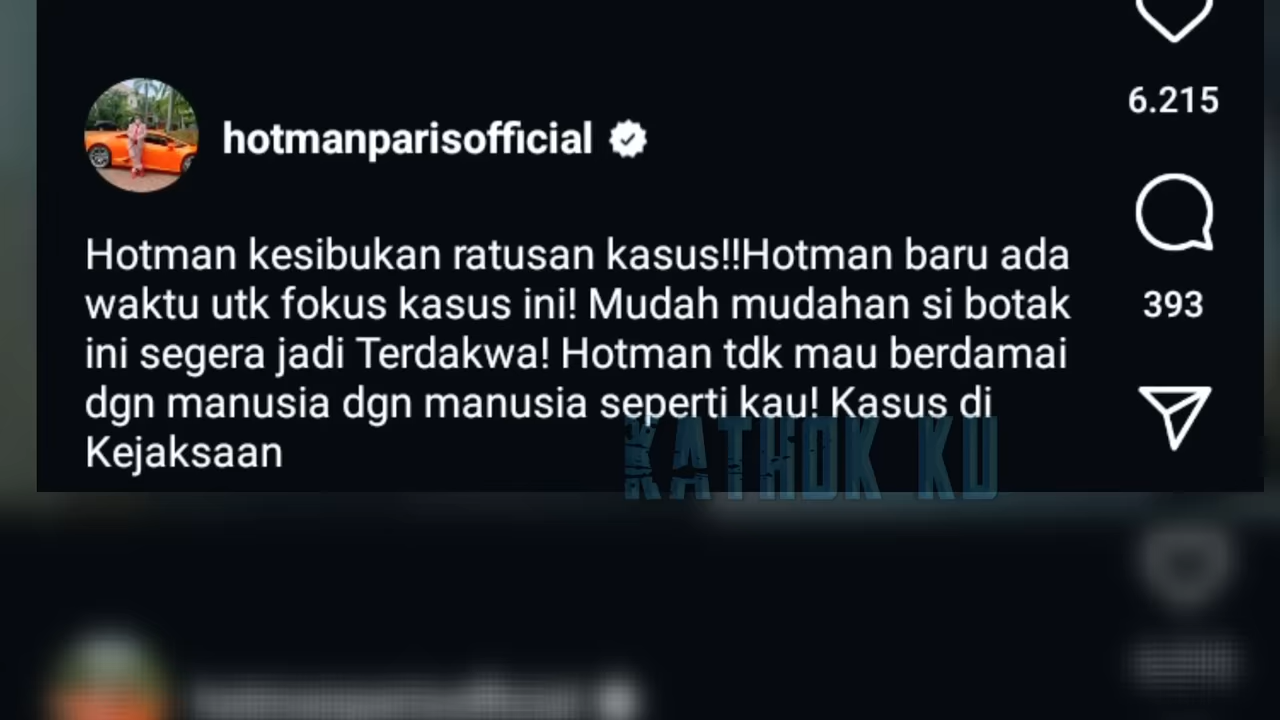 6.215
hotmanparisofficial
Hotman kesibukan ratusan kasus!!Hotman baru ada
waktu utk fokus kasus ini! Mudah mudahan si botak
ini segera jadi Terdakwa! Hotman tdk mau berdamai
dgn manusia dgn manusia seperti kau! Kasus di
Kejaksaan
393
KATHOK KU